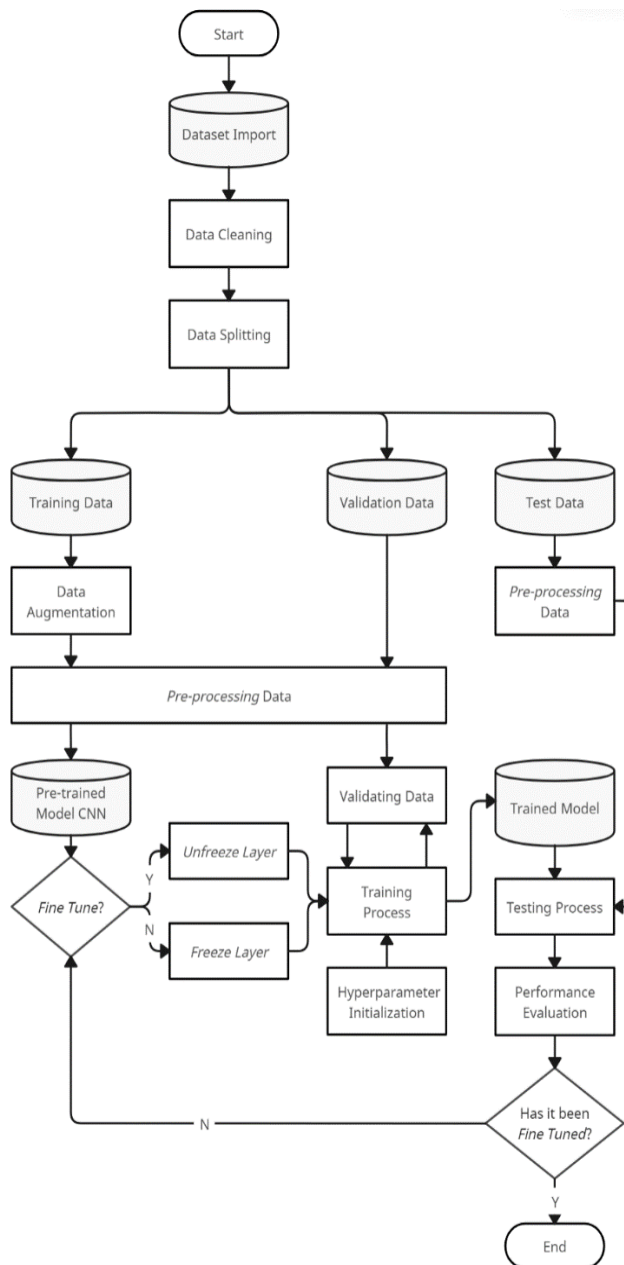 Start
Dataset Import
Data Cleaning
Data Splitting
Training Data
Validation Data
Test Data
Data
Augmentation
Pre-processing
Data
Pre-processing Data
Pre-trained
Model CNN
Validating Data
Trained Model
Unfreeze Layer
Y
Fine Tune?
N
Freeze Layer
Training
Process
Testing Process
Hyperparameter
Initialization
Performance
Evaluation
Has it been
Fine Tuned?
N
Y
End